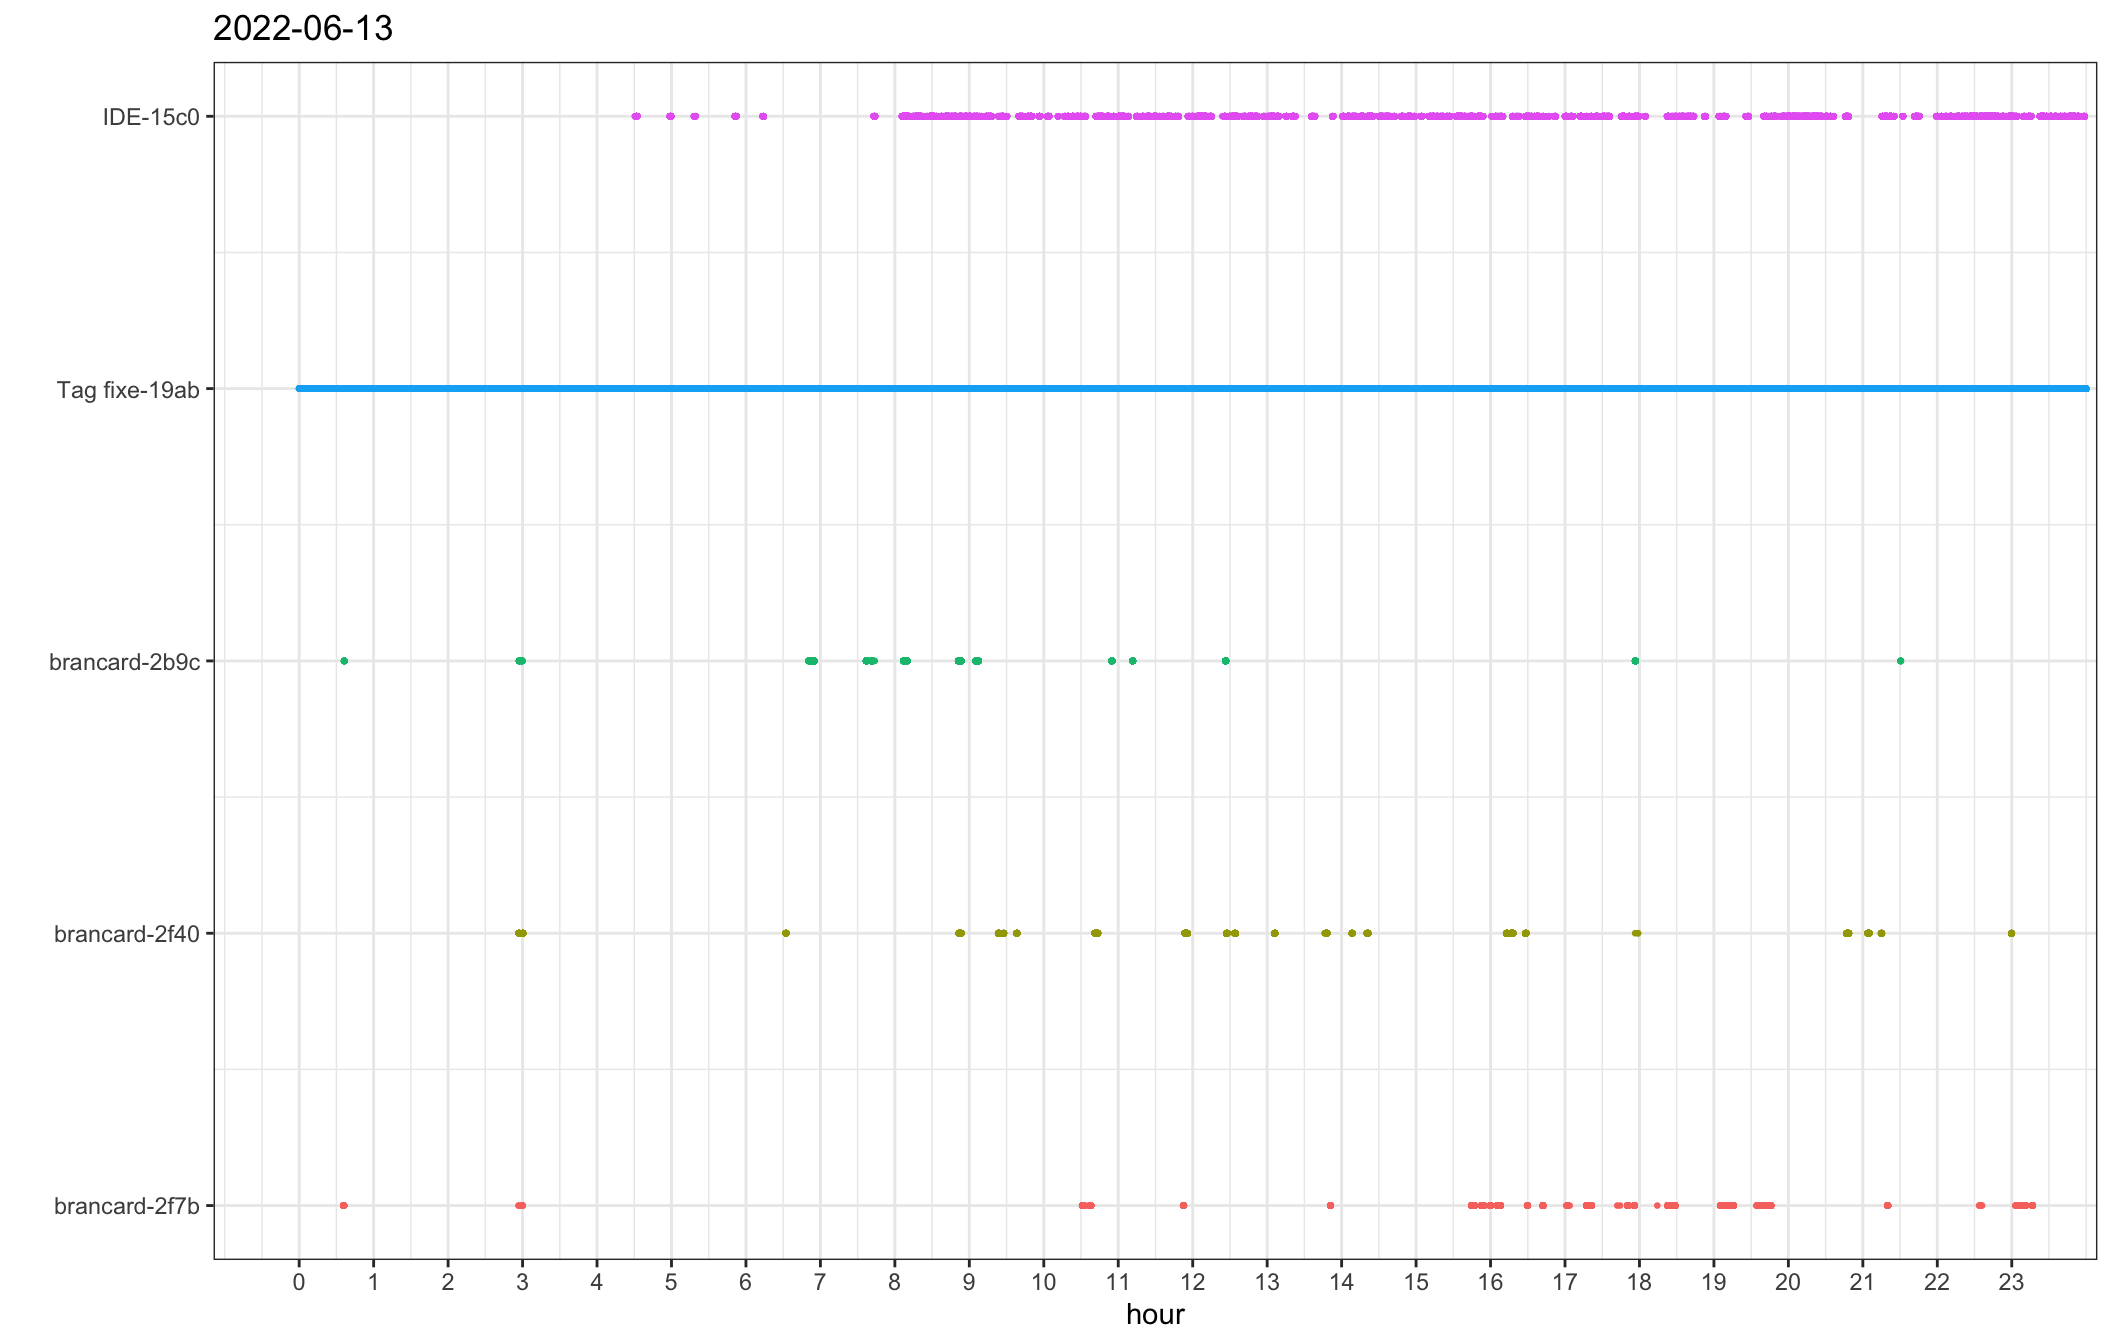 2022-06-13
IDE-15c0
Tag fixe-19ab
brancard-2b9c
brancard-2f40
brancard-2f7b
0 1 2 3 4 5 6 7 8 9 10 11 12 13 14 15 16 17 18 19 20 21 22 23
hour